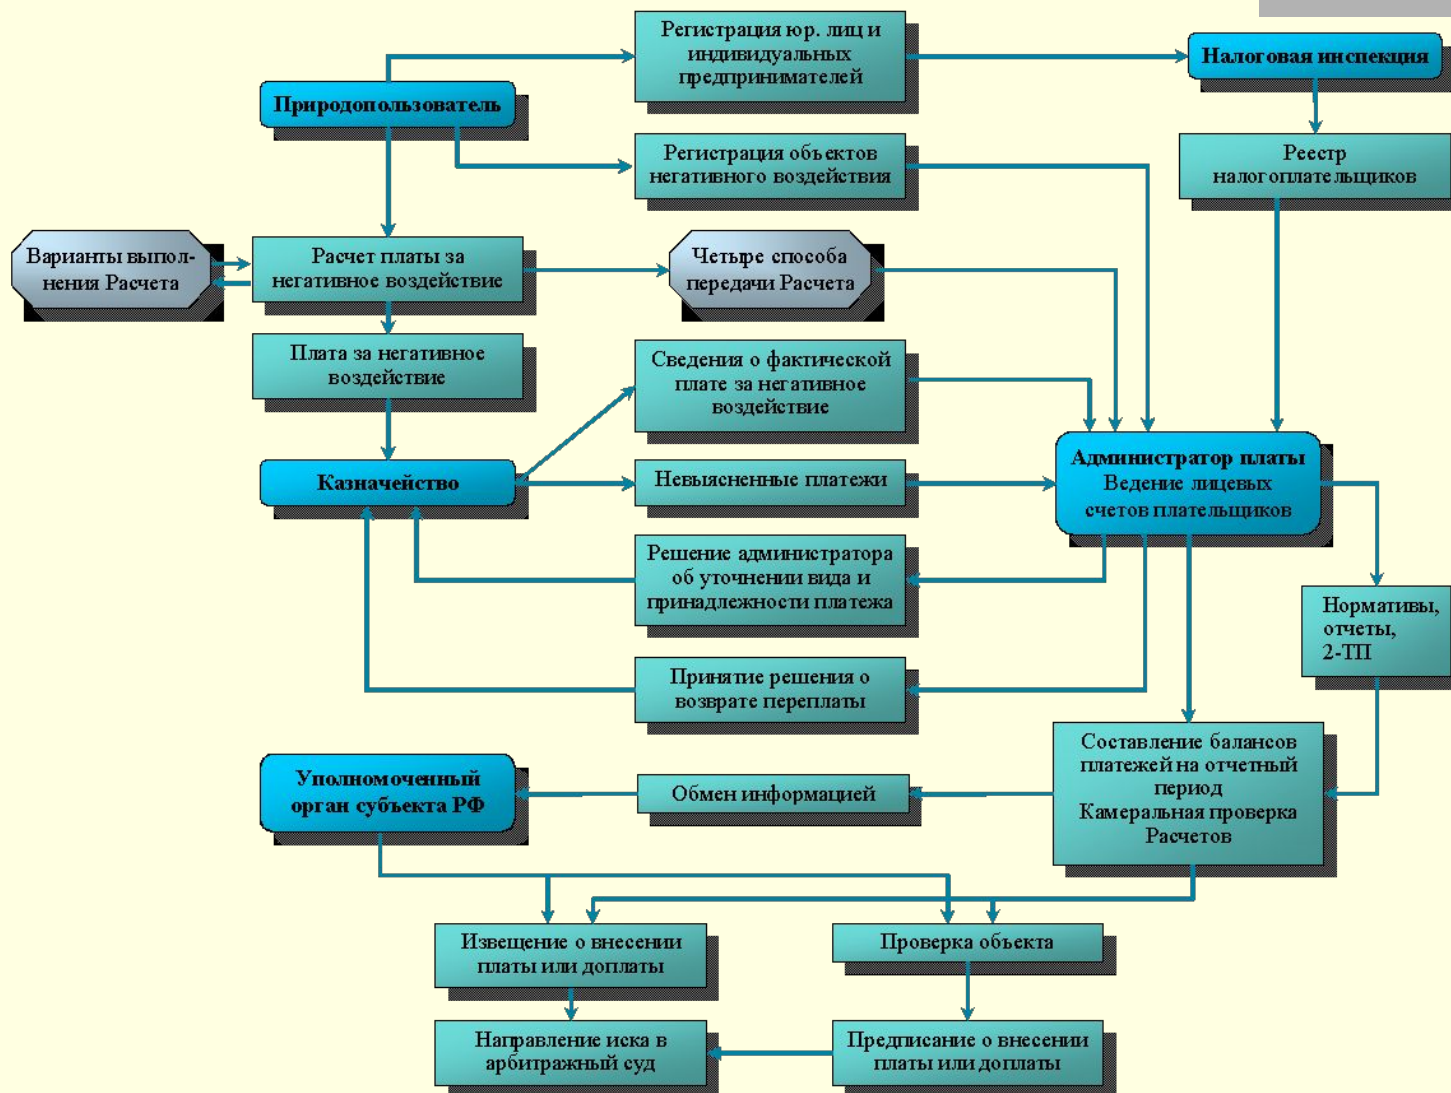 Регистрация юр. лиц и
индивидуальных
предпринимателей
Налоговая инспекция
Природопользователь
Регистрация объектов
негативного воздействия
Реестр
налогоплательщиков
Варианты выпол-
нения Расчета
Расчет платы за
негативное воздействие
Четыре способа
передачи Расчета
Плата за негативное
воздействие
Сведения о фактической
плате за негативное
воздействие
Казначейство
Невыясненные платежи
Администратор платы
Ведение лицевых
счетов плательщиков
Решение администратора
об уточнении вида и
принадлежности платежа
Нормативы,
отчеты,
2-ТП
Принятие решения о
возврате переплаты
Составление балансов
платежей на отчетный
период
Камеральная проверка
Расчетов
Уполномоченный
орган субъекта РФ
Обмен информацией
Извещение о внесении
платы или доплаты
Проверка объекта
Направление иска в
арбитражный суд
Предписание о внесении
платы или доплаты